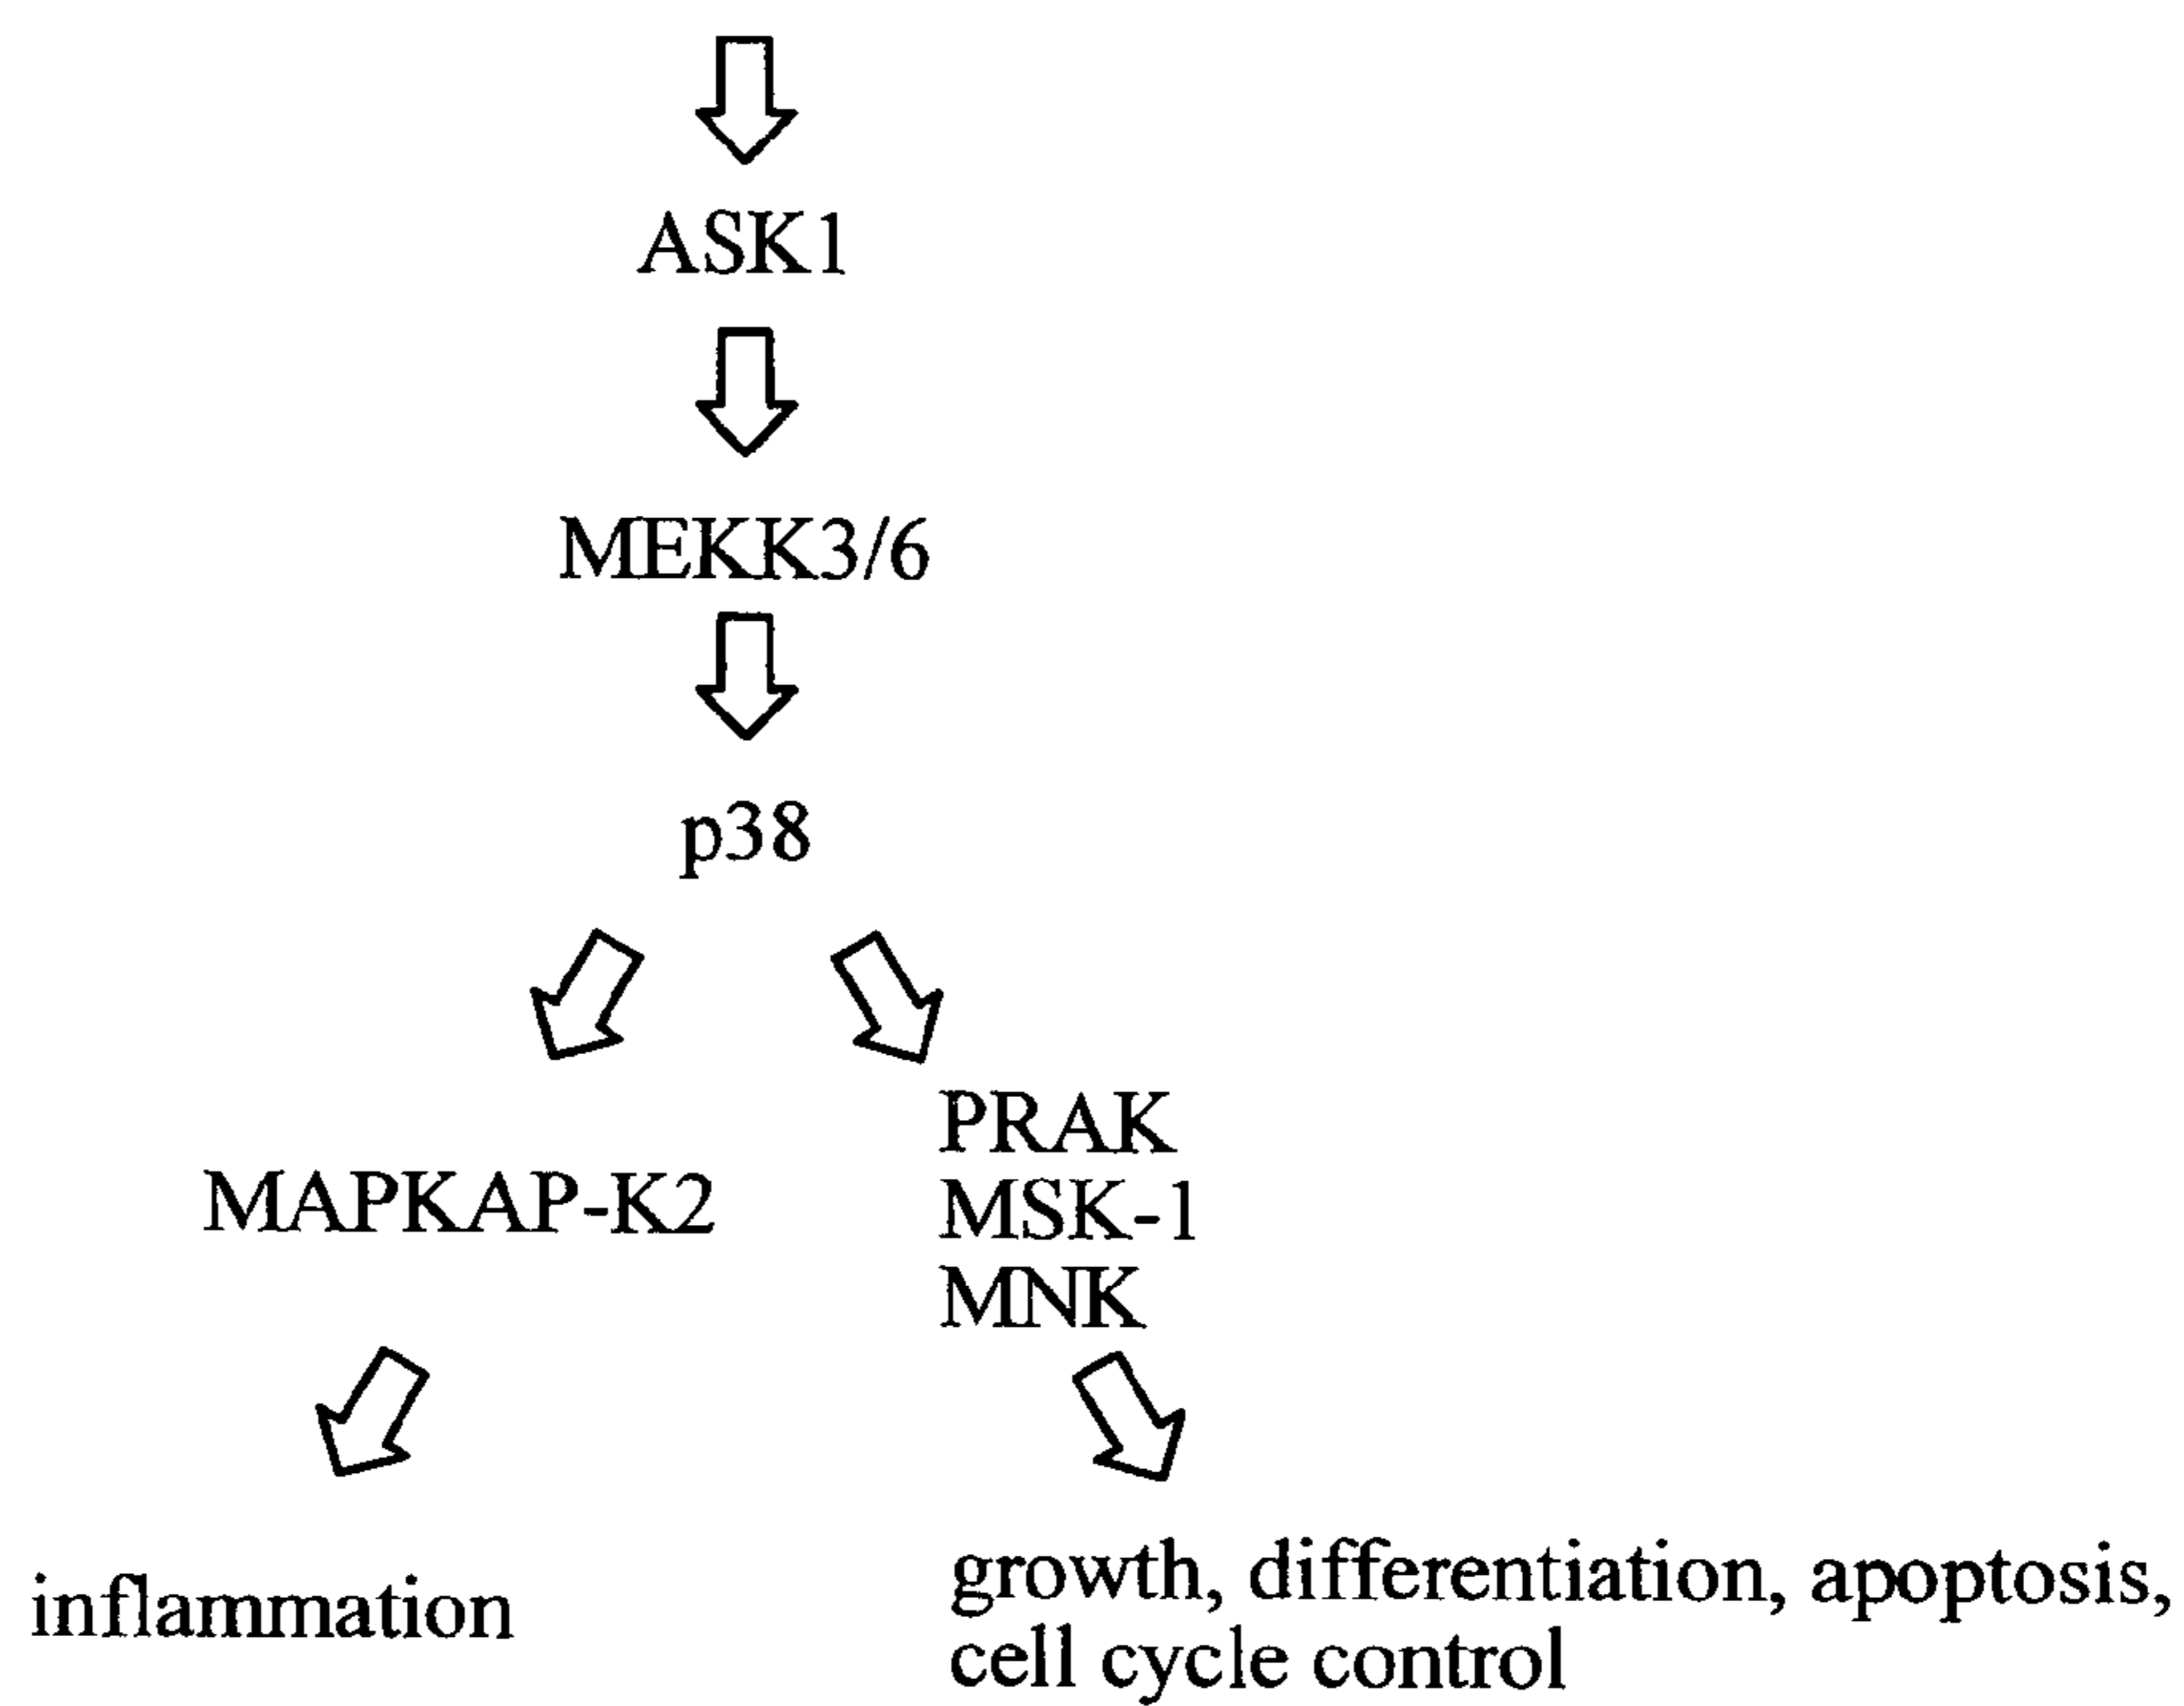 ASK1
MEKK3/6
p38
MAPKAP-K2
PRAK
MSK-1
MNK
inflammation
growth, differentiation, apoptosis,
cell cycle control